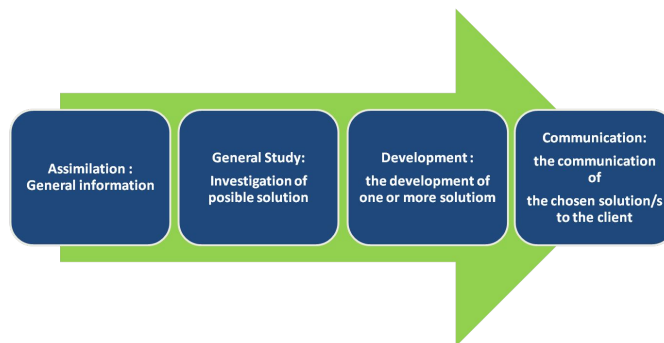 Assimilation :
General information
General Study:
Investigation of
posible solution
Development :
the development of
one or more solutiom
Communication:
the communication
of
the chosen solution/s
to the client